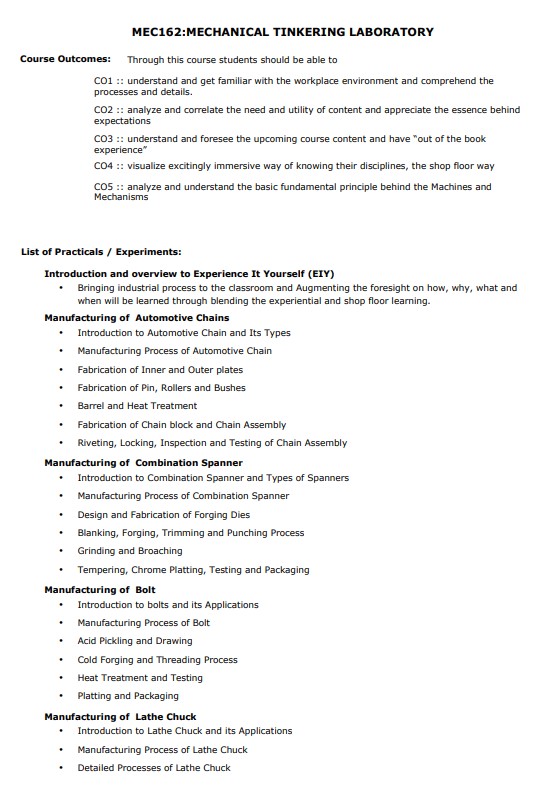 MEC162:MECHANICAL TINKERING LABORATORY
Course Outcomes: Through this course students should be able to
CO1 :: understand and get familiar with the workplace environment and comprehend the
processes and details.
CO2 :: analyze and correlate the need and utility of content and appreciate the essence behind
expectations
CO3 :: understand and foresee the upcoming course content and have “out of the book
experience”
CO4 :: visualize excitingly immersive way of knowing their disciplines, the shop floor way
CO5 :: analyze and understand the basic fundamental principle behind the Machines and
Mechanisms
List of Practicals / Experiments:
Introduction and overview to Experience It Yourself (EIY)
• Bringing industrial process to the classroom and Augmenting the foresight on how, why, what and
when will be learned through blending the experiential and shop floor learning.
Manufacturing of Automotive Chains
• Introduction to Automotive Chain and Its Types
• Manufacturing Process of Automotive Chain
• Fabrication of Inner and Outer plates
• Fabrication of Pin, Rollers and Bushes
• Barrel and Heat Treatment
• Fabrication of Chain block and Chain Assembly
• Riveting, Locking, Inspection and Testing of Chain Assembly
Manufacturing of Combination Spanner
• Introduction to Combination Spanner and Types of Spanners
• Manufacturing Process of Combination Spanner
• Design and Fabrication of Forging Dies
• Blanking, Forging, Trimming and Punching Process
• Grinding and Broaching
• Tempering, Chrome Platting, Testing and Packaging
Manufacturing of Bolt
• Introduction to bolts and its Applications
• Manufacturing Process of Bolt
• Acid Pickling and Drawing
• Cold Forging and Threading Process
• Heat Treatment and Testing
• Platting and Packaging
Manufacturing of Lathe Chuck
• Introduction to Lathe Chuck and its Applications
• Manufacturing Process of Lathe Chuck
• Detailed Processes of Lathe Chuck